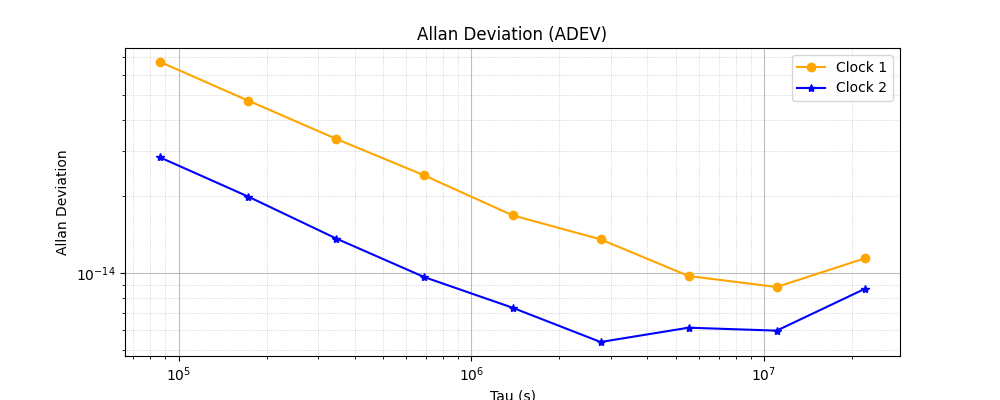 Allan Deviation (ADEV)
Clock 1
Clock 2
Allan Deviation
10⁻¹⁴
10⁵ 10⁶ 10⁷
Tau (s)